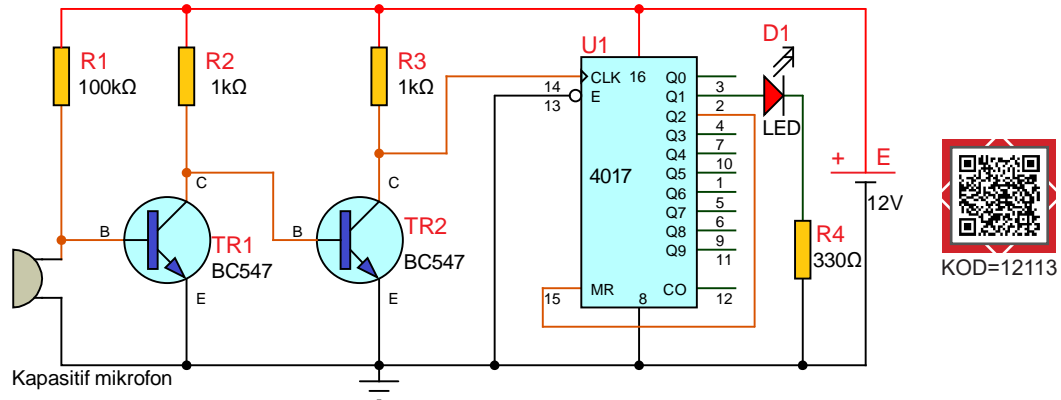 R1
100kΩ
R2
1kΩ
R3
1kΩ
U1
D1
LED
CLK
16
E
14
13
Q0
Q1
Q2
Q3
Q4
Q5
Q6
Q7
Q8
Q9
3
2
4
7
10
1
5
6
9
11
4017
MR
15
8
CO
12
B
C
E
TR1
BC547
B
C
E
TR2
BC547
+
E
12V
R4
330Ω
KOD=12113
Kapasitif mikrofon